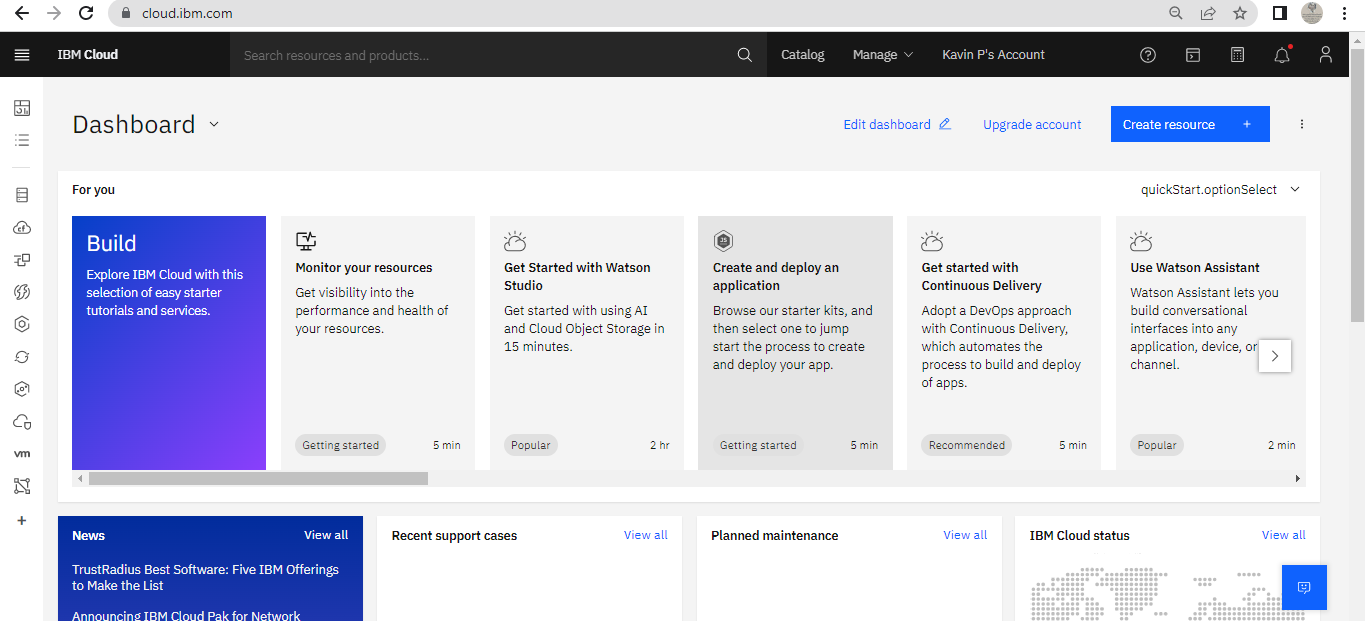 cloud.ibm.com
IBM Cloud
Search resources and products...
Catalog
Manage
Kavin P's Account
Dashboard
Edit dashboard
Upgrade account
Create resource +
For you
quickStart.optionSelect
Build
Explore IBM Cloud with this
selection of easy starter
tutorials and services.
Monitor your resources
Get visibility into the
performance and health of
your resources.
Getting started
5 min
Get Started with Watson
Studio
Get started with using AI
and Cloud Object Storage in
15 minutes.
Popular
2 hr
JS
Create and deploy an
application
Browse our starter kits, and
then select one to jump
start the process to create
and deploy your app.
Getting started
5 min
Get started with
Continuous Delivery
Adopt a DevOps approach
with Continuous Delivery,
which automates the
process to build and deploy
of apps.
Recommended
5 min
Use Watson Assistant
Watson Assistant lets you
build conversational
interfaces into any
application, device, or
channel.
Popular
2 min
cf
vm
+
News
View all
TrustRadius Best Software: Five IBM Offerings
to Make the List
Announcing IBM Cloud Pak for Network
Recent support cases
View all
Planned maintenance
View all
IBM Cloud status
View all